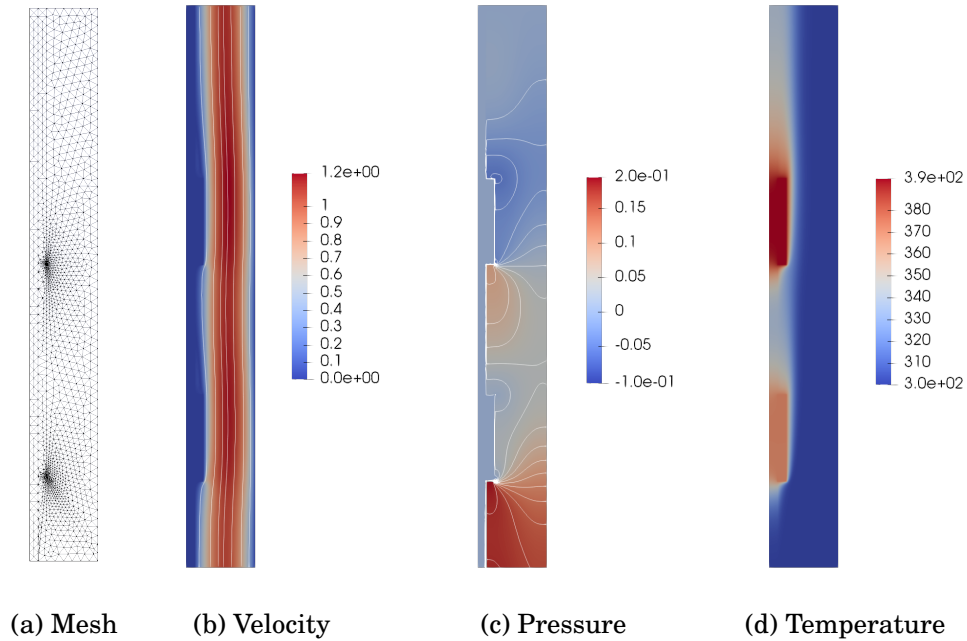 1.2e+00
1
0.9
0.8
0.7
0.6
0.5
0.4
0.3
0.2
0.1
0.0e+00
2.0e-01
0.15
0.1
0.05
0
-0.05
-1.0e-01
3.9e+02
380
370
360
350
340
330
320
310
3.0e+02
(a) Mesh
(b) Velocity
(c) Pressure
(d) Temperature